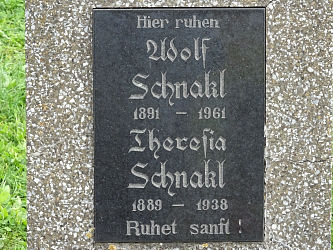 Hier ruhen
Adolf
Schnakl
1891 - 1961
Theresia
Schnakl
1889 - 1938
Ruhet sanft!